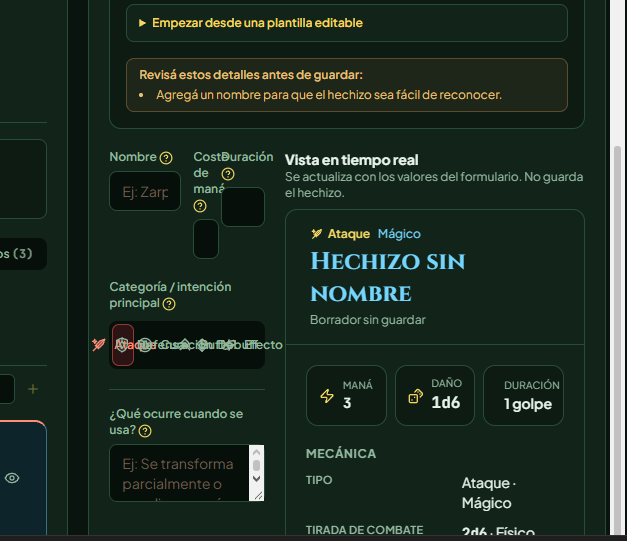 Empezar desde una plantilla editable
Revisá estos detalles antes de guardar:
• Agregá un nombre para que el hechizo sea fácil de reconocer.
Nombre
Ej: Zarp
Costo
de
maná
Duración
Categoría / intención
principal
Efecto
¿Qué ocurre cuando se
usa?
Ej: Se transforma
parcialmente o
os (3)
+
Vista en tiempo real
Se actualiza con los valores del formulario. No guarda
el hechizo.
Ataque Mágico
Hechizo sin
nombre
Borrador sin guardar
MANÁ
3
DAÑO
1d6
DURACIÓN
1 golpe
MECÁNICA
TIPO
Ataque ·
Mágico
TIRADA DE COMBATE
2d6 · Físico